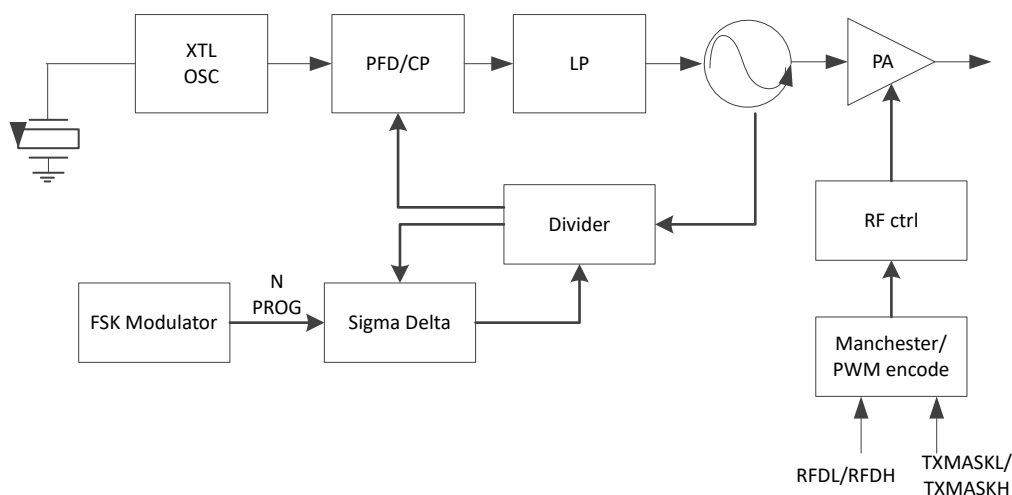 XTL
OSC
PFD/CP
LP
PA
Divider
RF ctrl
N
PROG
FSK Modulator
Sigma Delta
Manchester/
PWM encode
RFDL/RFDH
TXMASKL/
TXMASKH